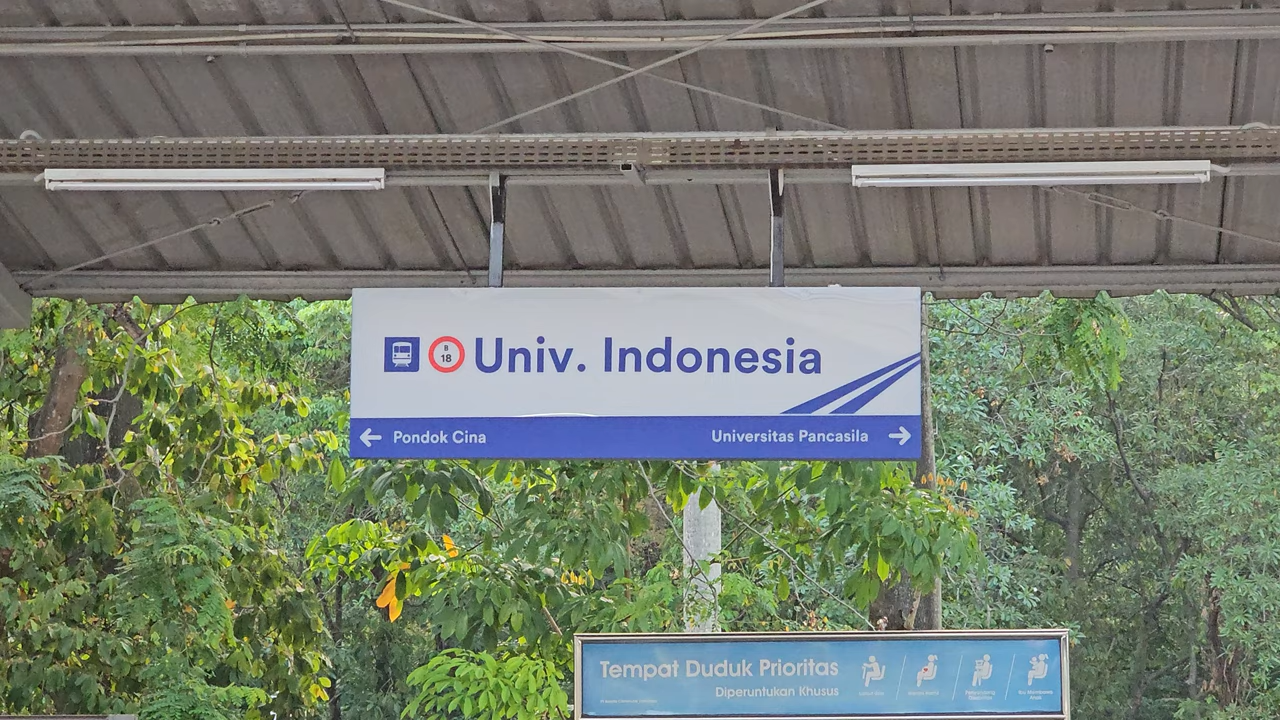 B
18
Univ. Indonesia
← Pondok Cina
Universitas Pancasila →
Tempat Duduk Prioritas
Diperuntukan Khusus